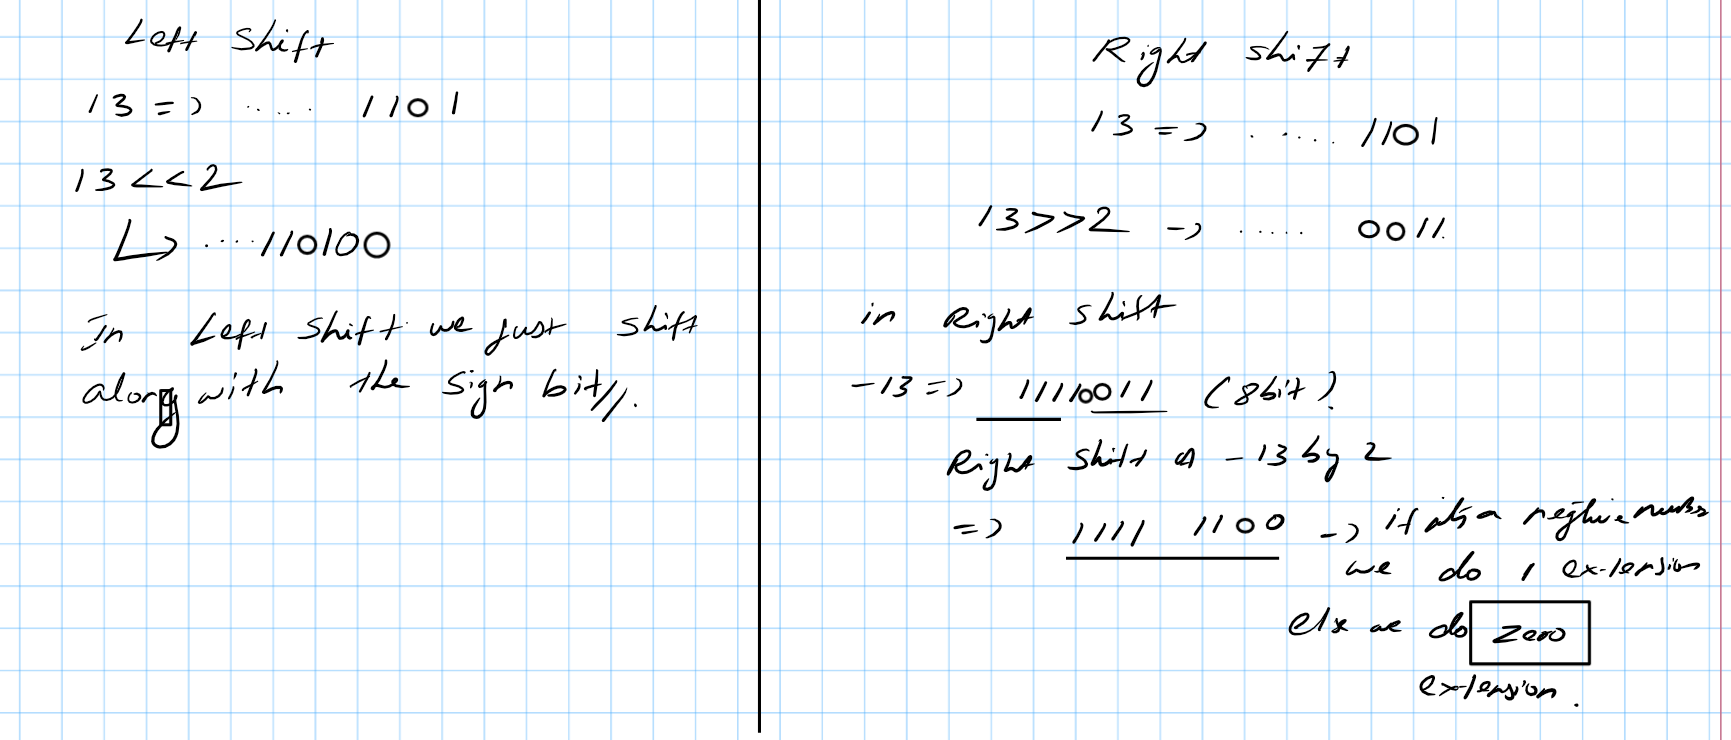 Left Shift
13 => ..... 1101
13<<2
↳ ....110100
In Left shift we just shift
along with the sign bit//.
Right shift
13 => ..... 1101
13>>2 -> ..... 0011.
in Right shift
-13 => 11110011 (8bit).
Right Shift of -13 by 2
=> 1111 1100 -> if its a
we do 1 extension
else we do zero
extension.